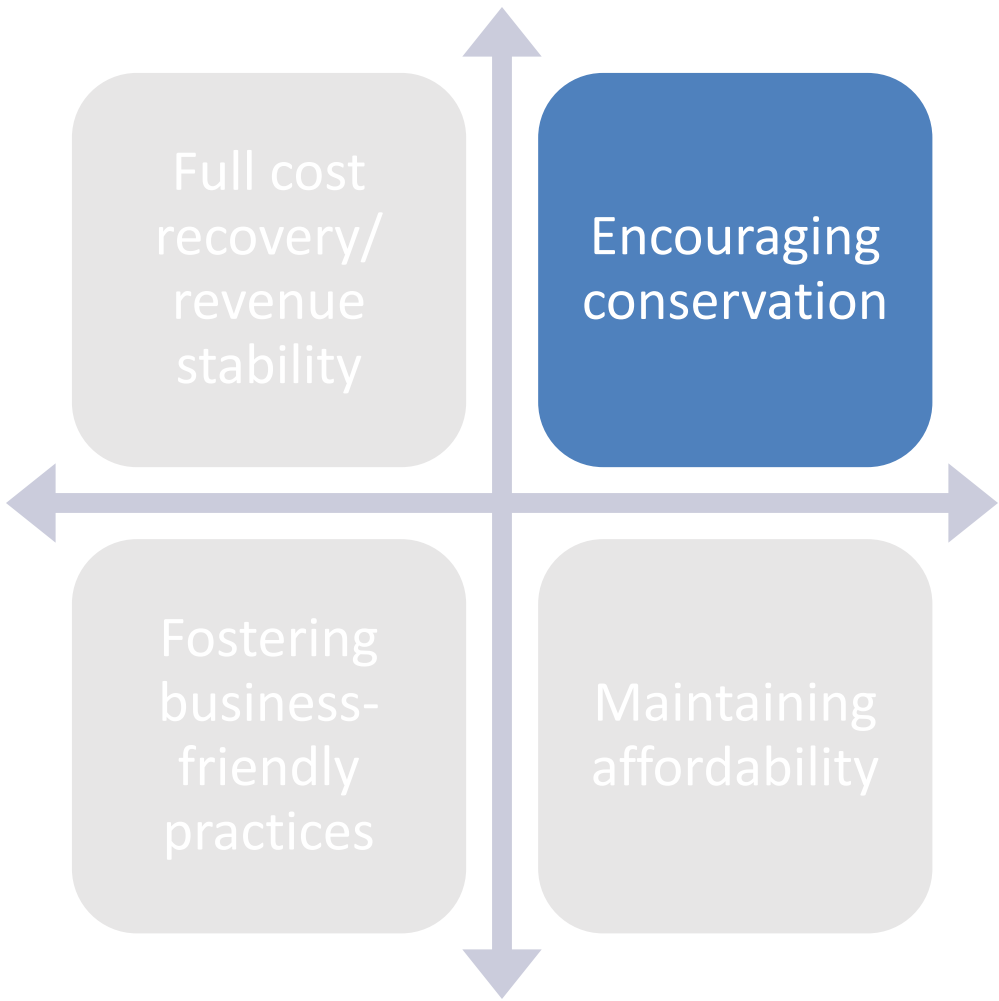 Full cost
recovery/
revenue
stability
Encouraging
conservation
Fostering
business-
friendly
practices
Maintaining
affordability